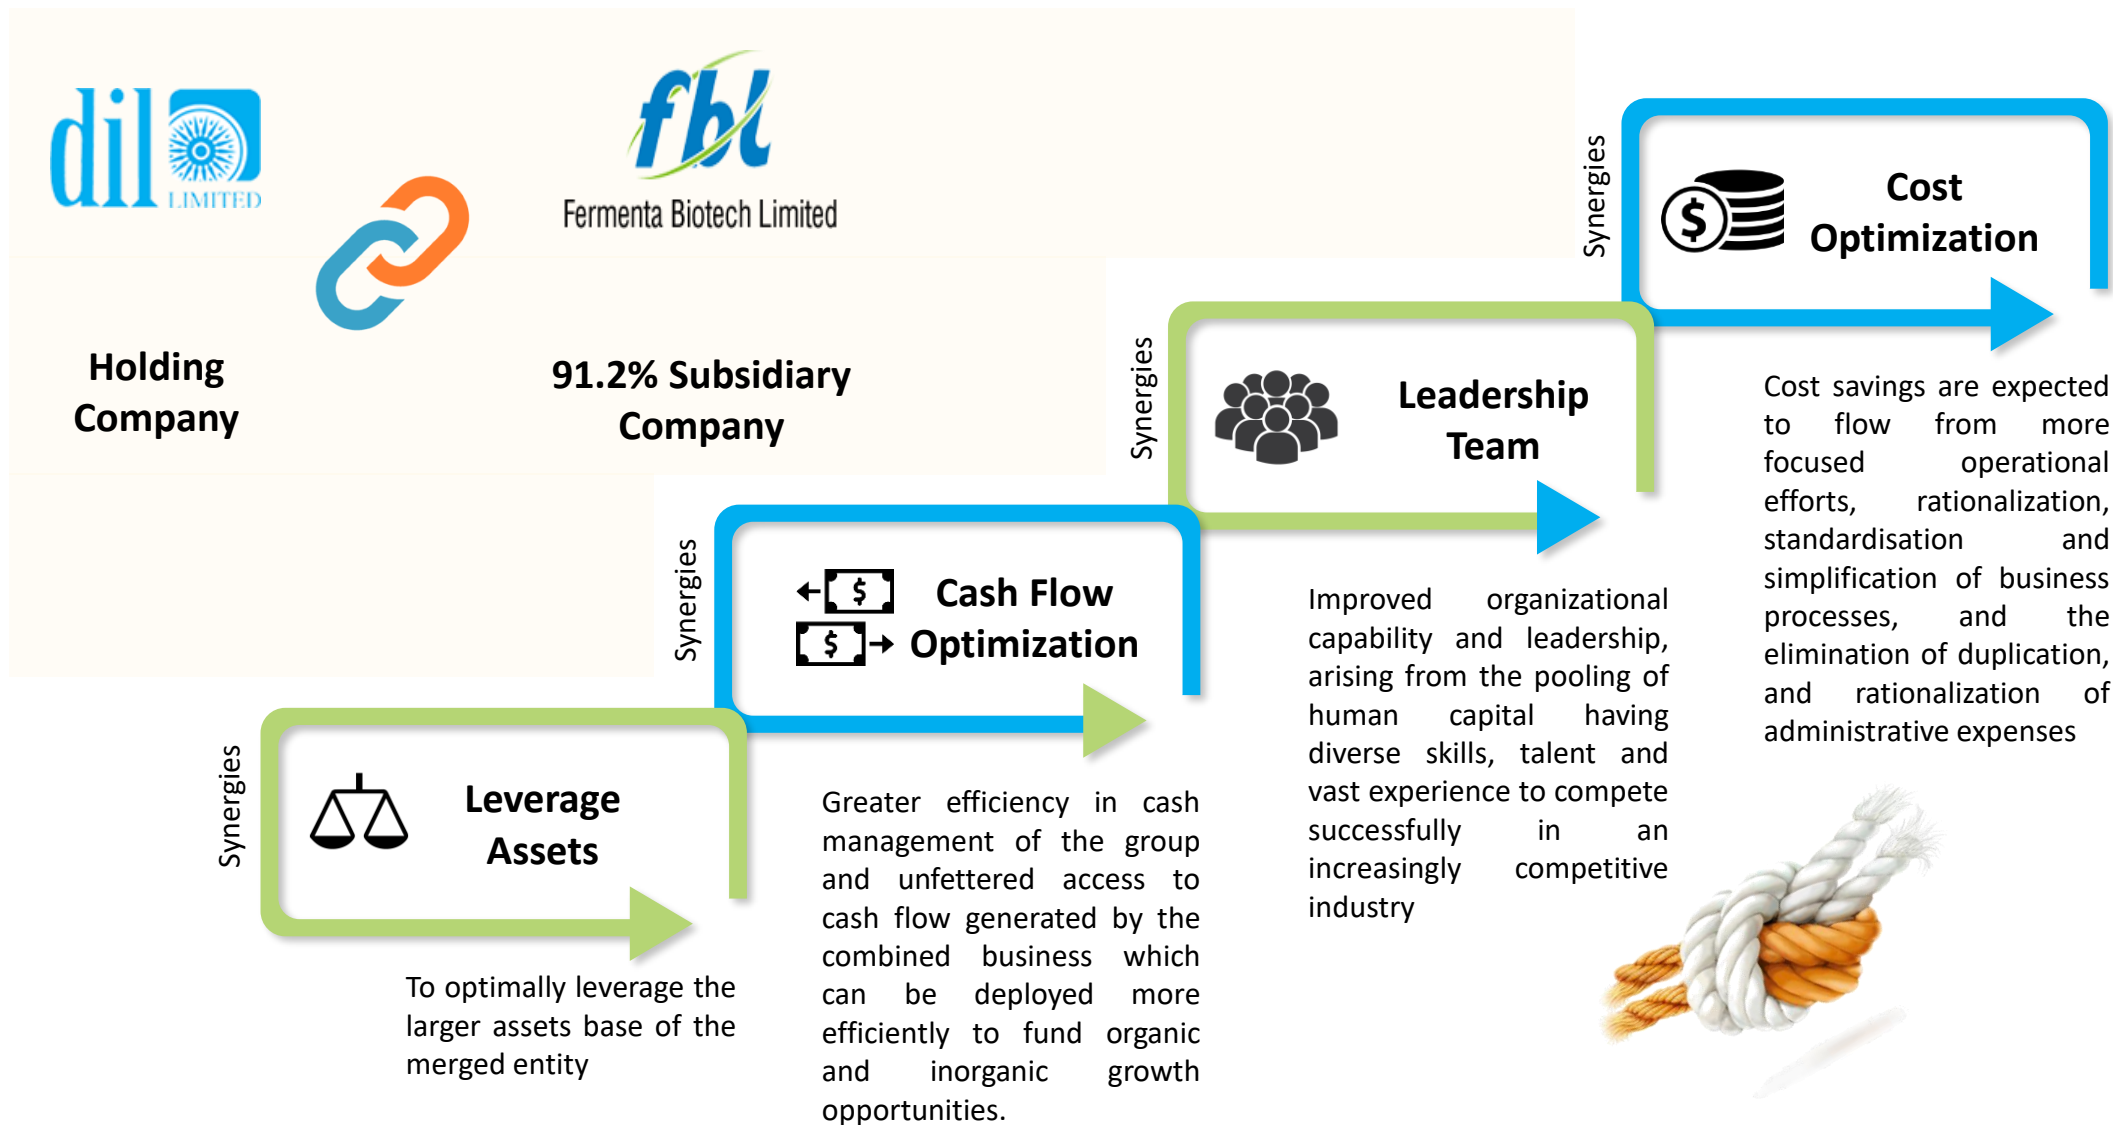 dil
LIMITED
fbl
Fermenta Biotech Limited
Holding
Company
91.2% Subsidiary
Company
Synergies
Leverage
Assets
To optimally leverage the
larger assets base of the
merged entity
Synergies
$
$
Cash Flow
Optimization
Greater efficiency in cash
management of the group
and unfettered access to
cash flow generated by the
combined business which
can be deployed more
efficiently to fund organic
and inorganic growth
opportunities.
Synergies
Leadership
Team
Improved organizational
capability and leadership,
arising from the pooling of
human capital having
diverse skills, talent and
vast experience to compete
successfully in an
increasingly competitive
industry
Synergies
$
Cost
Optimization
Cost savings are expected
to flow from more
focused operational
efforts, rationalization,
standardisation and
simplification of business
processes, and the
elimination of duplication,
and rationalization of
administrative expenses